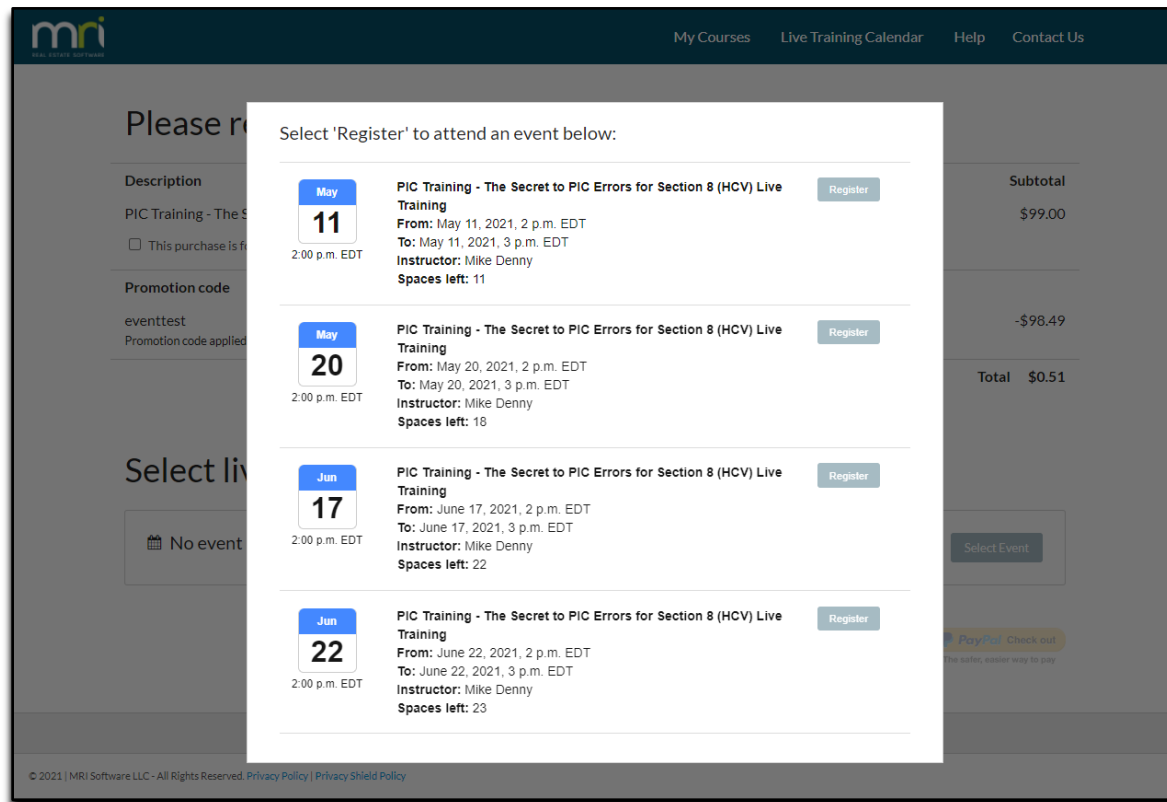 mri
REAL ESTATE SOFTWARE
My Courses Live Training Calendar Help Contact Us
Please re
Description Subtotal
PIC Training - The S $99.00
This purchase is f
Promotion code
eventtest -$98.49
Promotion code applied
Total $0.51
Select liv
No event
Select Event
PayPal Check out
The safer, easier way to pay
Select 'Register' to attend an event below:
May
11
2:00 p.m. EDT
PIC Training - The Secret to PIC Errors for Section 8 (HCV) Live
Training
From: May 11, 2021, 2 p.m. EDT
To: May 11, 2021, 3 p.m. EDT
Instructor: Mike Denny
Spaces left: 11
Register
May
20
2:00 p.m. EDT
PIC Training - The Secret to PIC Errors for Section 8 (HCV) Live
Training
From: May 20, 2021, 2 p.m. EDT
To: May 20, 2021, 3 p.m. EDT
Instructor: Mike Denny
Spaces left: 18
Register
Jun
17
2:00 p.m. EDT
PIC Training - The Secret to PIC Errors for Section 8 (HCV) Live
Training
From: June 17, 2021, 2 p.m. EDT
To: June 17, 2021, 3 p.m. EDT
Instructor: Mike Denny
Spaces left: 22
Register
Jun
22
2:00 p.m. EDT
PIC Training - The Secret to PIC Errors for Section 8 (HCV) Live
Training
From: June 22, 2021, 2 p.m. EDT
To: June 22, 2021, 3 p.m. EDT
Instructor: Mike Denny
Spaces left: 23
Register
© 2021 | MRI Software LLC - All Rights Reserved. Privacy Policy | Privacy Shield Policy